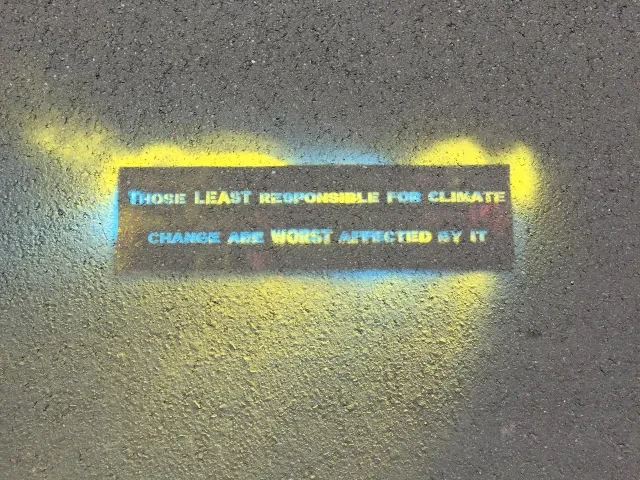 THOSE LEAST RESPONSIBLE FOR CLIMATE
CHANGE ARE WORST AFFECTED BY IT